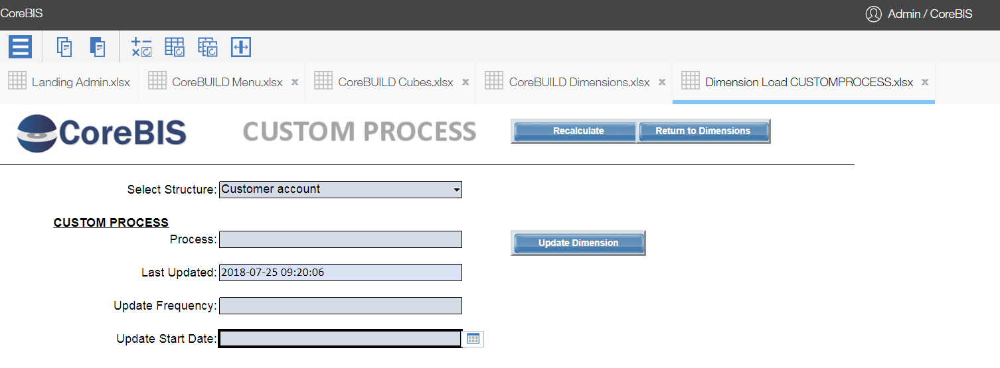 CoreBIS
Admin / CoreBIS
Landing Admin.xlsx
CoreBUILD Menu.xlsx
CoreBUILD Cubes.xlsx
CoreBUILD Dimensions.xlsx
Dimension Load CUSTOMPROCESS.xlsx
CoreBIS
CUSTOM PROCESS
Recalculate
Return to Dimensions
Select Structure: Customer account
CUSTOM PROCESS
Process:
Update Dimension
Last Updated: 2018-07-25 09:20:06
Update Frequency:
Update Start Date: